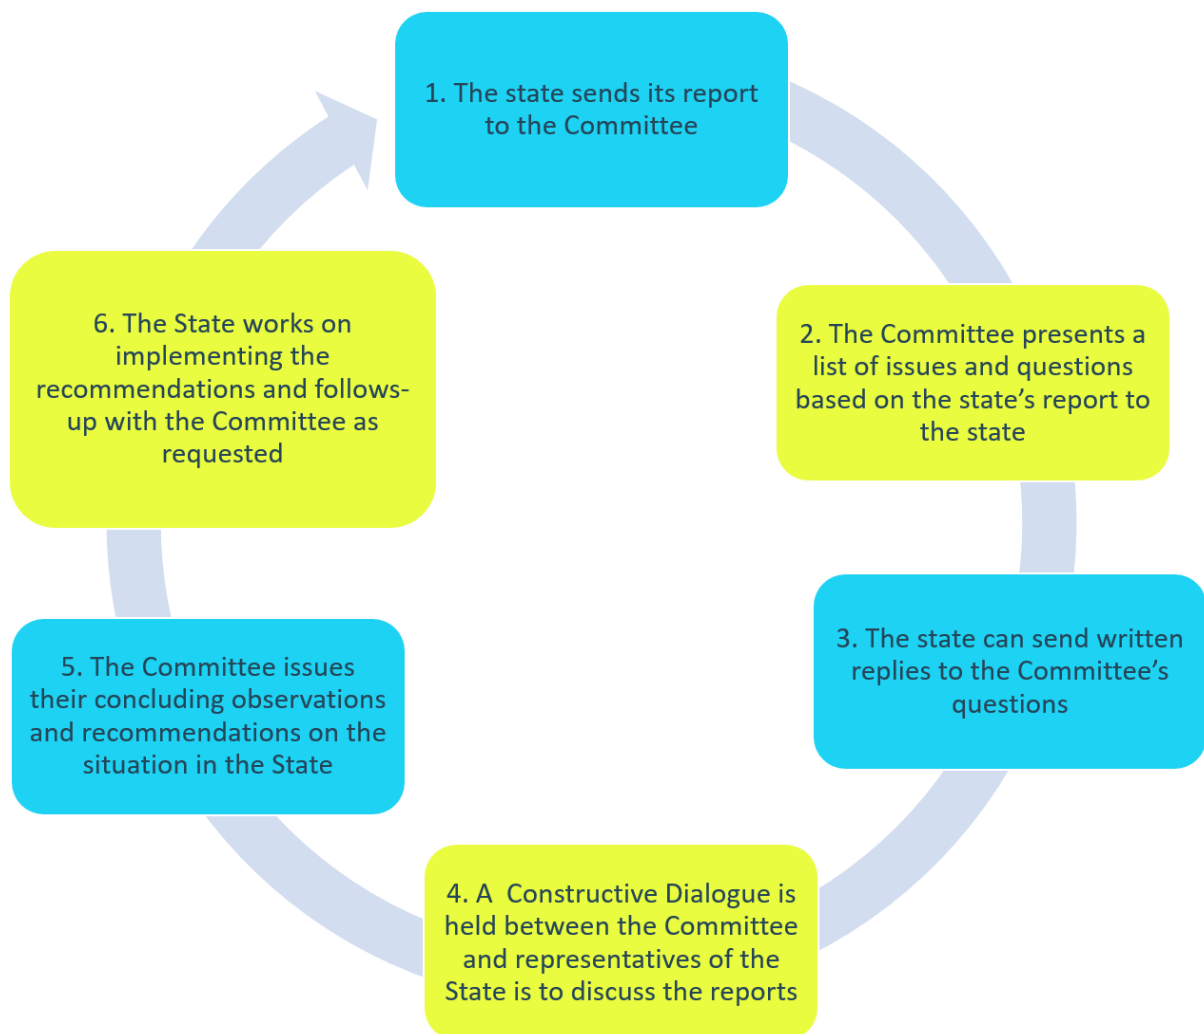 1. The state sends its report
to the Committee
2. The Committee presents a
list of issues and questions
based on the state’s report to
the state
3. The state can send written
replies to the Committee’s
questions
4. A  Constructive Dialogue is
held between the Committee
and representatives of the
State is to discuss the reports
5. The Committee issues
their concluding observations
and recommendations on the
situation in the State
6. The State works on
implementing the
recommendations and follows-
up with the Committee as
requested